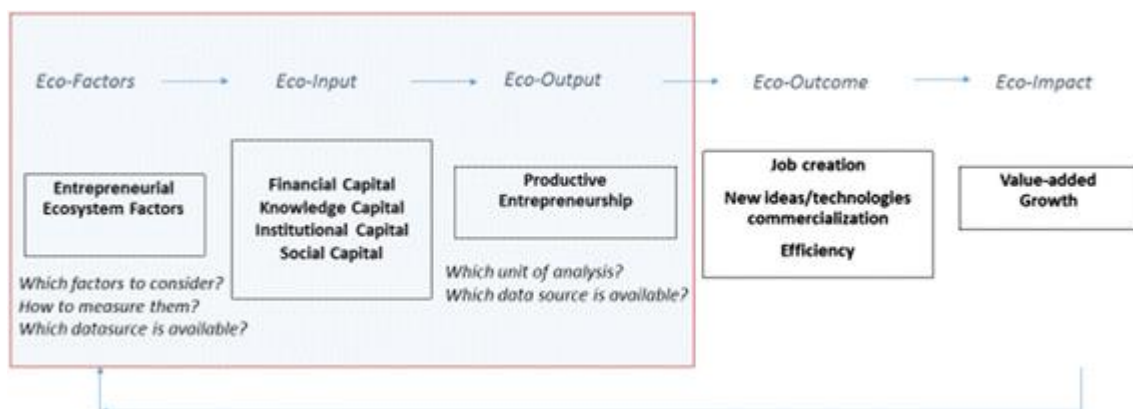 Eco-Factors
Eco-Input
Eco-Output
Eco-Outcome
Eco-Impact
Entrepreneurial
Ecosystem Factors
Which factors to consider?
How to measure them?
Which datasurce is available?
Financial Capital
Knowledge Capital
Institutional Capital
Social Capital
Productive
Entrepreneurship
Which unit of analysis?
Which data source is available?
Job creation
New ideas/technologies
commercialization
Efficiency
Value-added
Growth